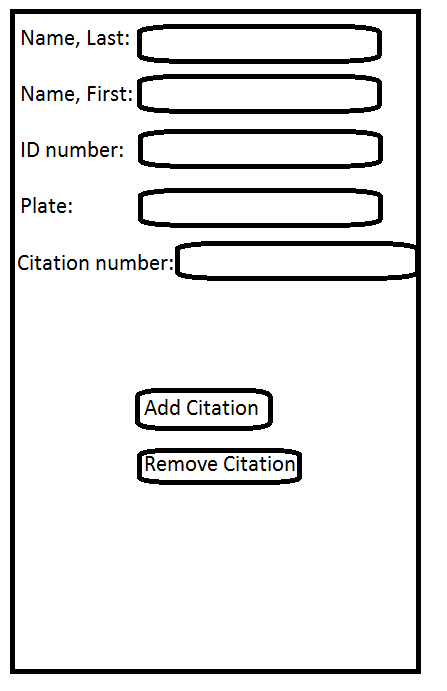 Name, Last:
Name, First:
ID number:
Plate:
Citation number:
Add Citation
Remove Citation